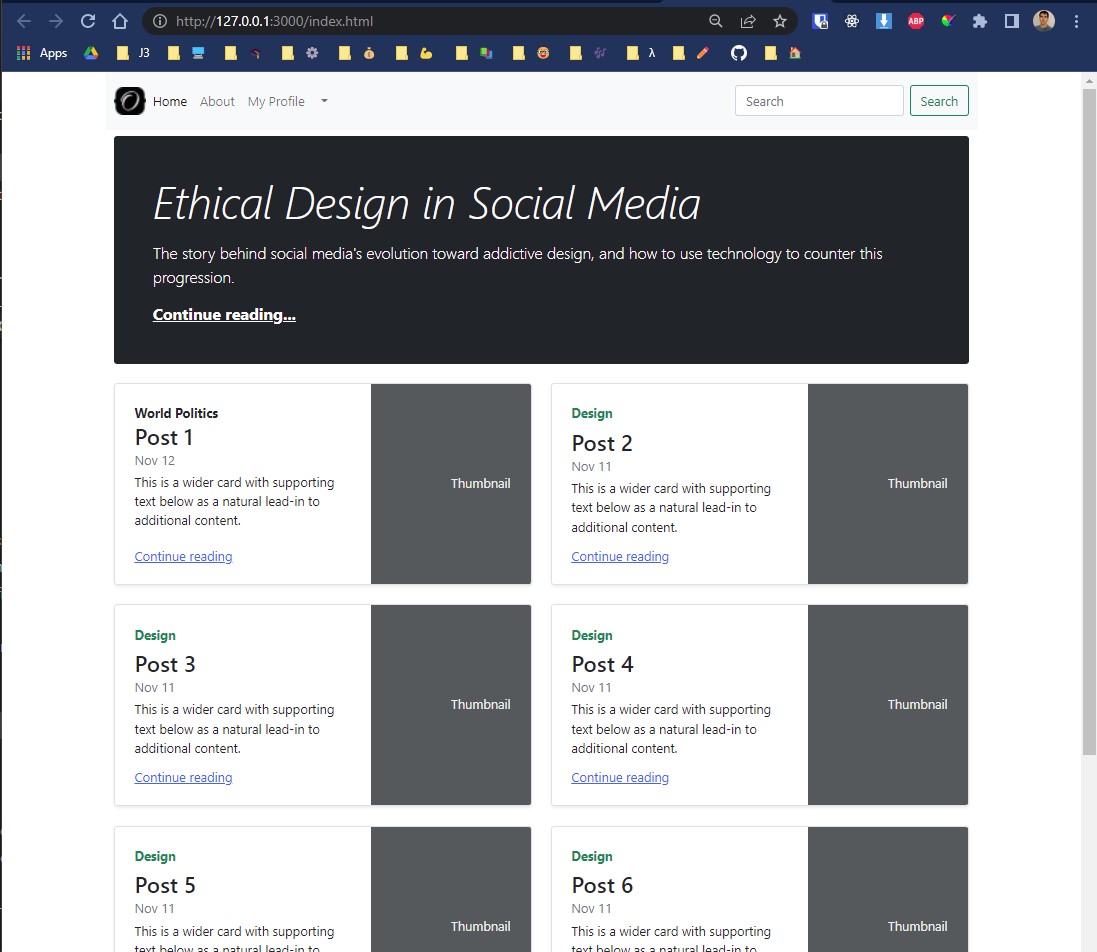 http://127.0.0.1:3000/index.html
ABP
Apps
J3
λ
Home About My Profile
Search
Search
Ethical Design in Social Media
The story behind social media's evolution toward addictive design, and how to use technology to counter this
progression.
Continue reading...
World Politics
Post 1
Nov 12
This is a wider card with supporting
text below as a natural lead-in to
additional content.
Continue reading
Thumbnail
Design
Post 2
Nov 11
This is a wider card with supporting
text below as a natural lead-in to
additional content.
Continue reading
Thumbnail
Design
Post 3
Nov 11
This is a wider card with supporting
text below as a natural lead-in to
additional content.
Continue reading
Thumbnail
Design
Post 4
Nov 11
This is a wider card with supporting
text below as a natural lead-in to
additional content.
Continue reading
Thumbnail
Design
Post 5
Nov 11
This is a wider card with supporting
text below as a natural lead-in to
Thumbnail
Design
Post 6
Nov 11
This is a wider card with supporting
text below as a natural lead-in to
Thumbnail